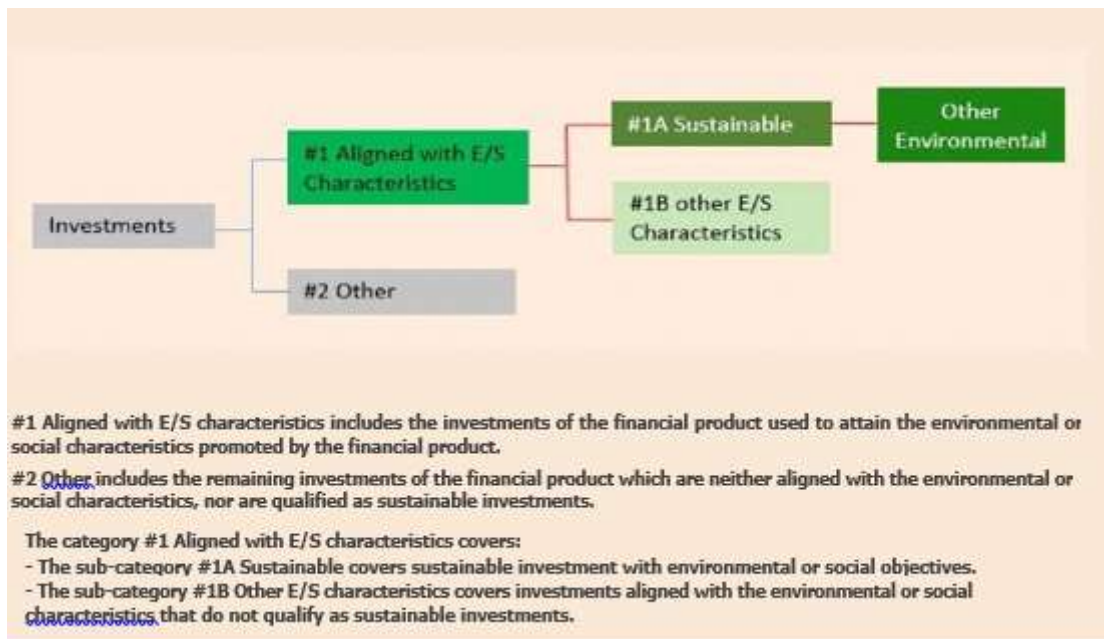 Other
Environmental
#1A Sustainable
#1 Aligned with E/S
Characteristics
#1B other E/S
Characteristics
Investments
#2 Other
#1 Aligned with E/S characteristics includes the investments of the financial product used to attain the environmental or
social characteristics promoted by the financial product.
#2 Other includes the remaining investments of the financial product which are neither aligned with the environmental or
social characteristics, nor are qualified as sustainable investments.
The category #1 Aligned with E/S characteristics covers:
- The sub-category #1A Sustainable covers sustainable investment with environmental or social objectives.
- The sub-category #1B Other E/S characteristics covers investments aligned with the environmental or social
characteristics that do not qualify as sustainable investments.